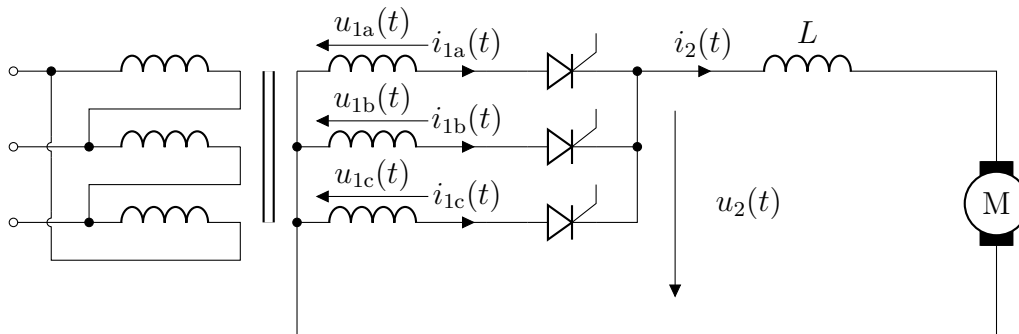 u1a(t)
i1a(t)
i2(t)
L
u1b(t)
i1b(t)
u1c(t)
i1c(t)
u2(t)
M